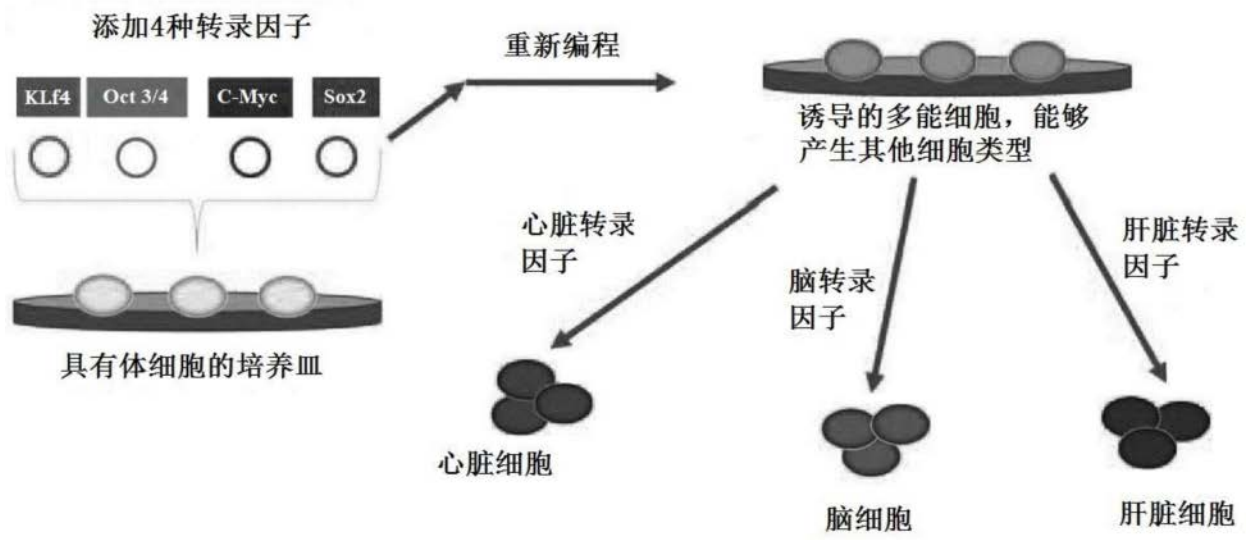 添加4种转录因子
KLf4
Oct 3/4
C-Myc
Sox2
重新编程
诱导的多能细胞，能够
产生其他细胞类型
具有体细胞的培养皿
心脏转录
因子
脑转录
因子
肝脏转录
因子
心脏细胞
脑细胞
肝脏细胞